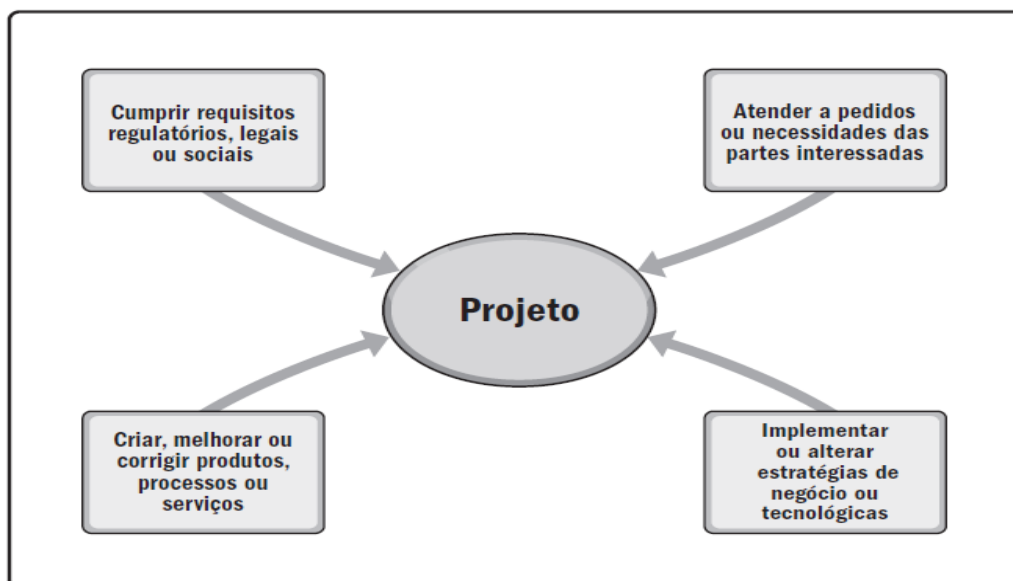 Cumprir requisitos
regulatórios, legais
ou sociais
Atender a pedidos
ou necessidades das
partes interessadas
Projeto
Criar, melhorar ou
corrigir produtos,
processos ou
serviços
Implementar
ou alterar
estratégias de
negócio ou
tecnológicas